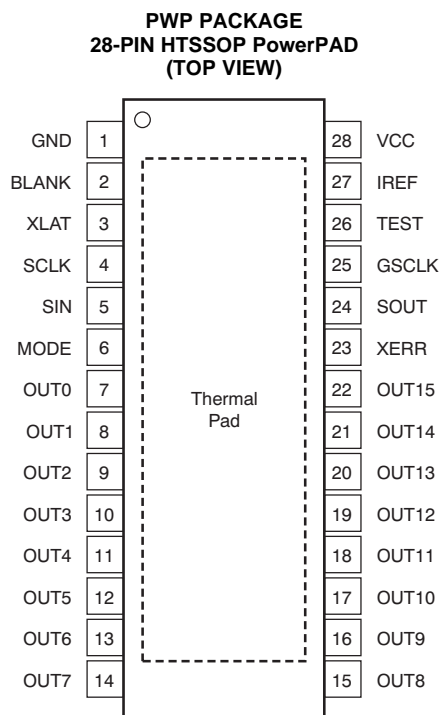 PWP PACKAGE
28-PIN HTSSOP PowerPAD
(TOP VIEW)
GND 1 28 VCC
BLANK 2 27 IREF
XLAT 3 26 TEST
SCLK 4 25 GSCLK
SIN 5 24 SOUT
MODE 6 23 XERR
OUT0 7 22 OUT15
OUT1 8 21 OUT14
OUT2 9 20 OUT13
OUT3 10 19 OUT12
OUT4 11 18 OUT11
OUT5 12 17 OUT10
OUT6 13 16 OUT9
OUT7 14 15 OUT8
Thermal
Pad